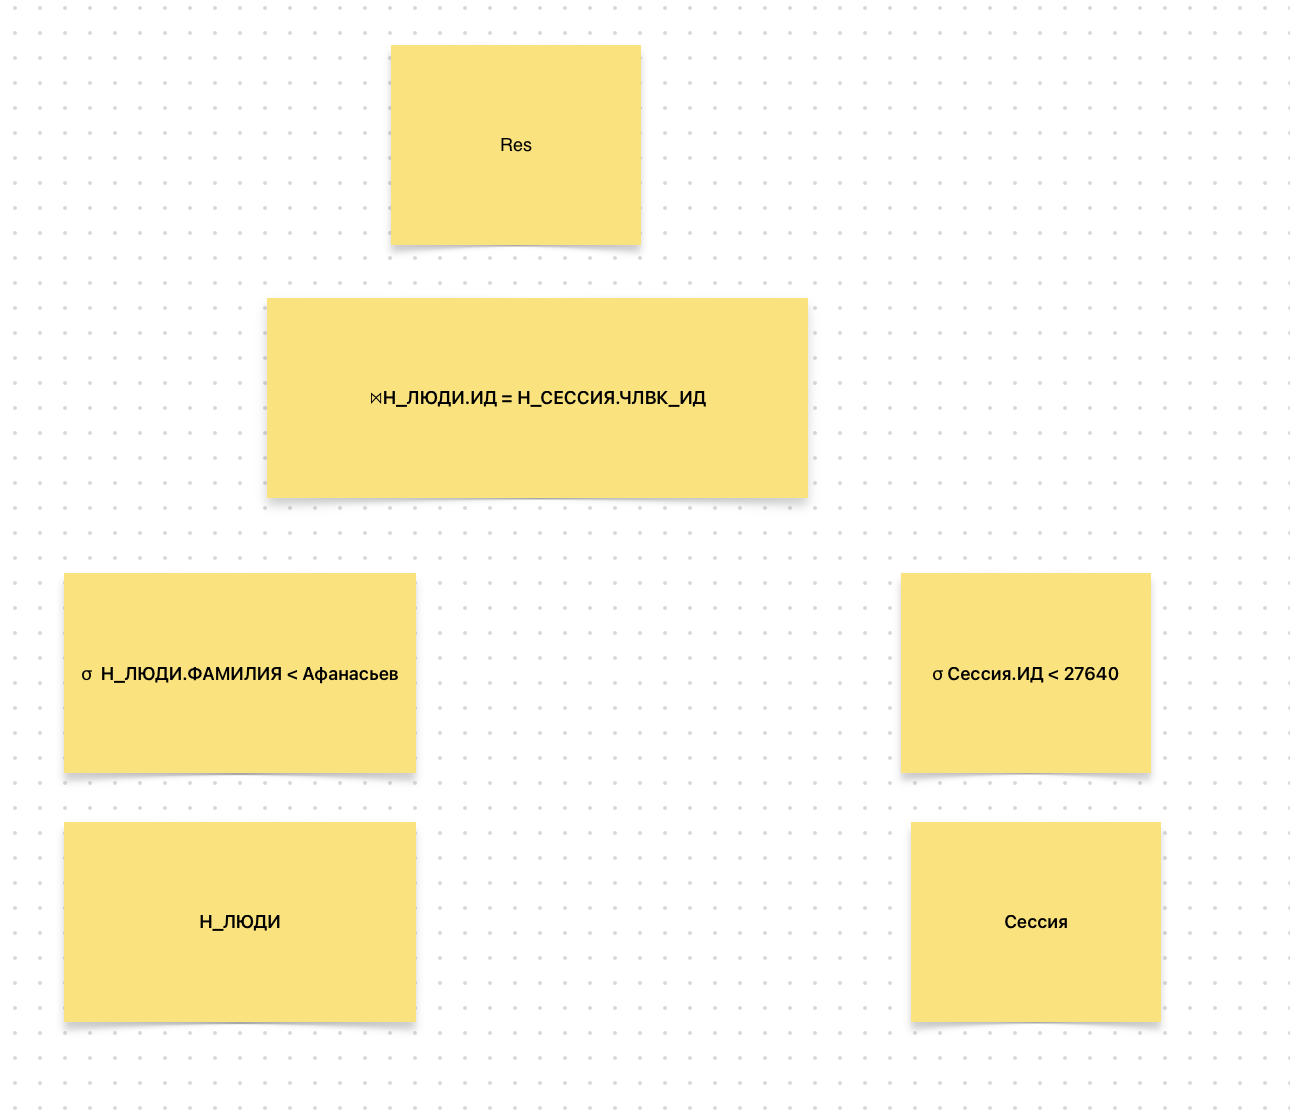 Res
⋈Н_ЛЮДИ.ИД = Н_СЕССИЯ.ЧЛВК_ИД
σ Н_ЛЮДИ.ФАМИЛИЯ < Афанасьев
σ Сессия.ИД < 27640
Н_ЛЮДИ
Сессия